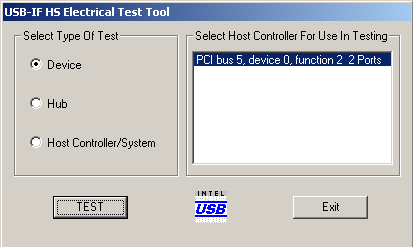 USB-IF HS Electrical Test Tool
Select Type Of Test
Device
Hub
Host Controller/System
Select Host Controller For Use In Testing
PCI bus 5, device 0, function 2  2 Ports
TEST
INTEL
USB
Exit